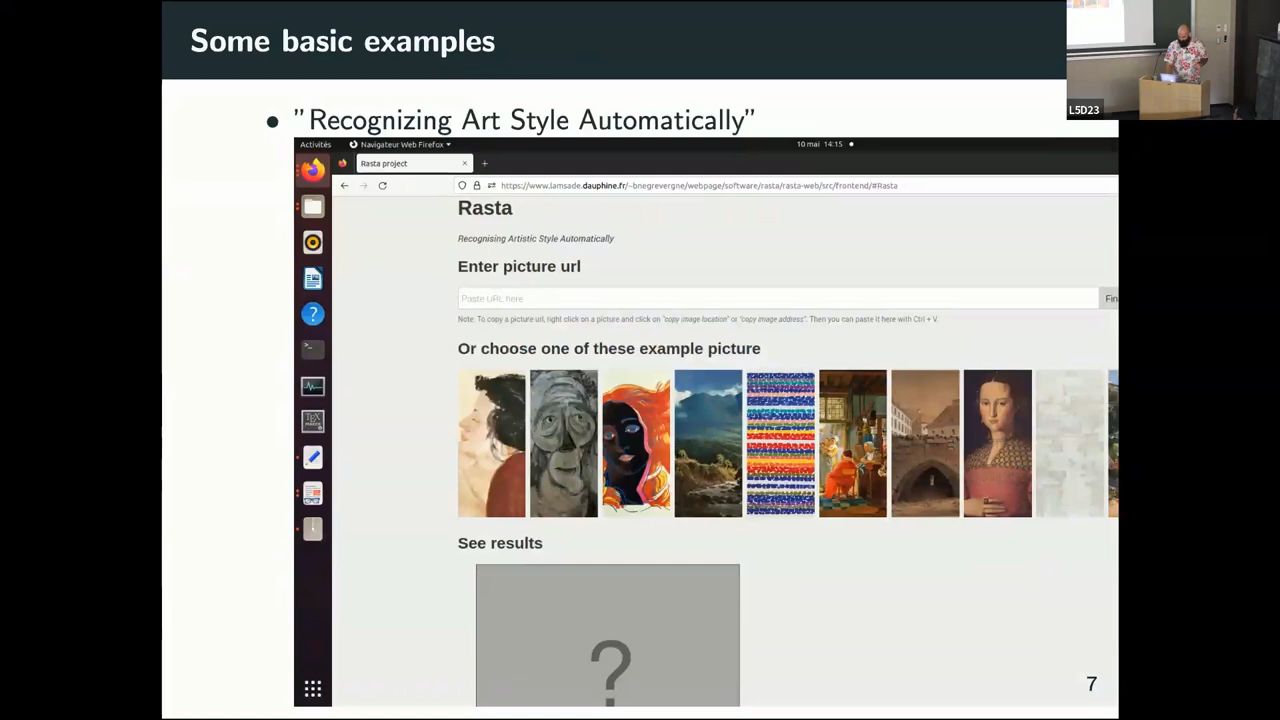 Some basic examples
L5D23
• "Recognizing Art Style Automatically"
Activités
Navigateur Web Firefox
10 mai 14:15
Rasta project
https://www.lamsade.dauphine.fr/~bnegrevergne/webpage/software/rasta/rasta-web/src/frontend/#Rasta
Rasta
Recognising Artistic Style Automatically
Enter picture url
Paste URL here
Fin
Note: To copy a picture url, right click on a picture and click on "copy image location" or "copy image address". Then you can paste it here with Ctrl + V.
Or choose one of these example picture
See results
?
7